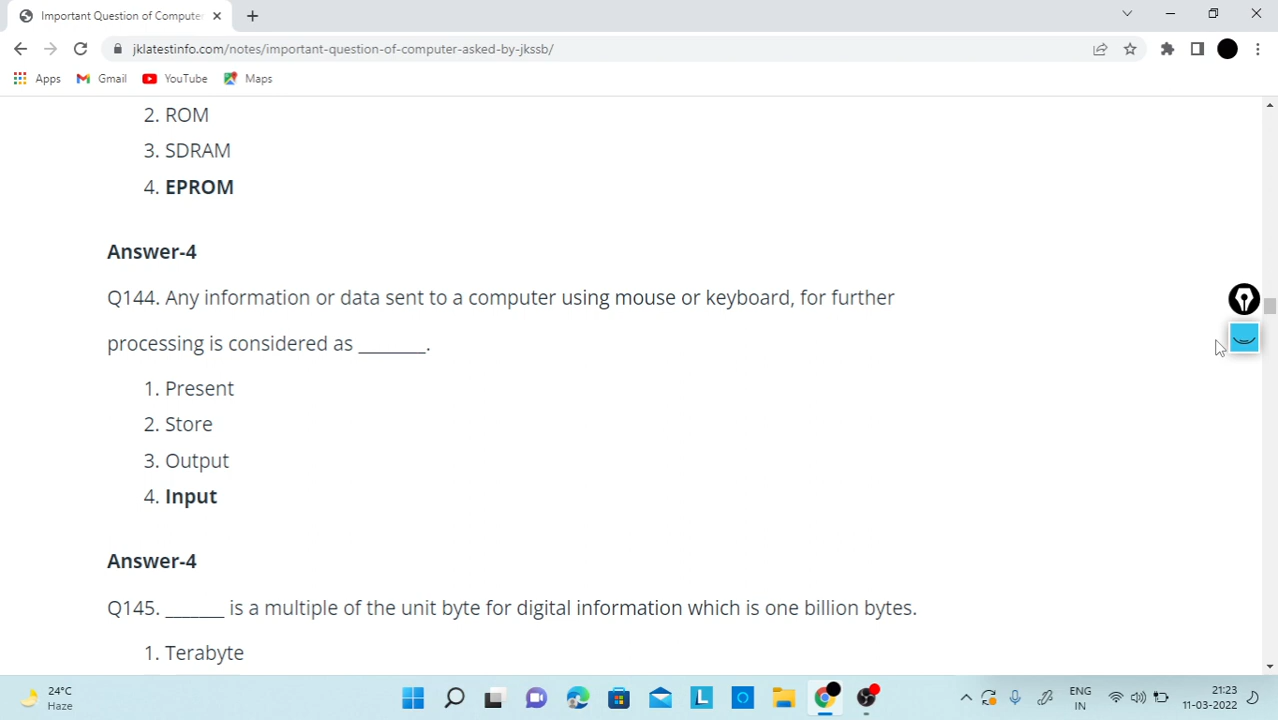 Important Question of Compute
jklatestinfo.com/notes/important-question-of-computer-asked-by-jkssb/
Apps Gmail YouTube Maps
2. ROM
3. SDRAM
4. EPROM
Answer-4
Q144. Any information or data sent to a computer using mouse or keyboard, for further
processing is considered as _______.
1. Present
2. Store
3. Output
4. Input
Answer-4
Q145. ______ is a multiple of the unit byte for digital information which is one billion bytes.
1. Terabyte
24°C
Haze
L
ENG
IN
21:23
11-03-2022